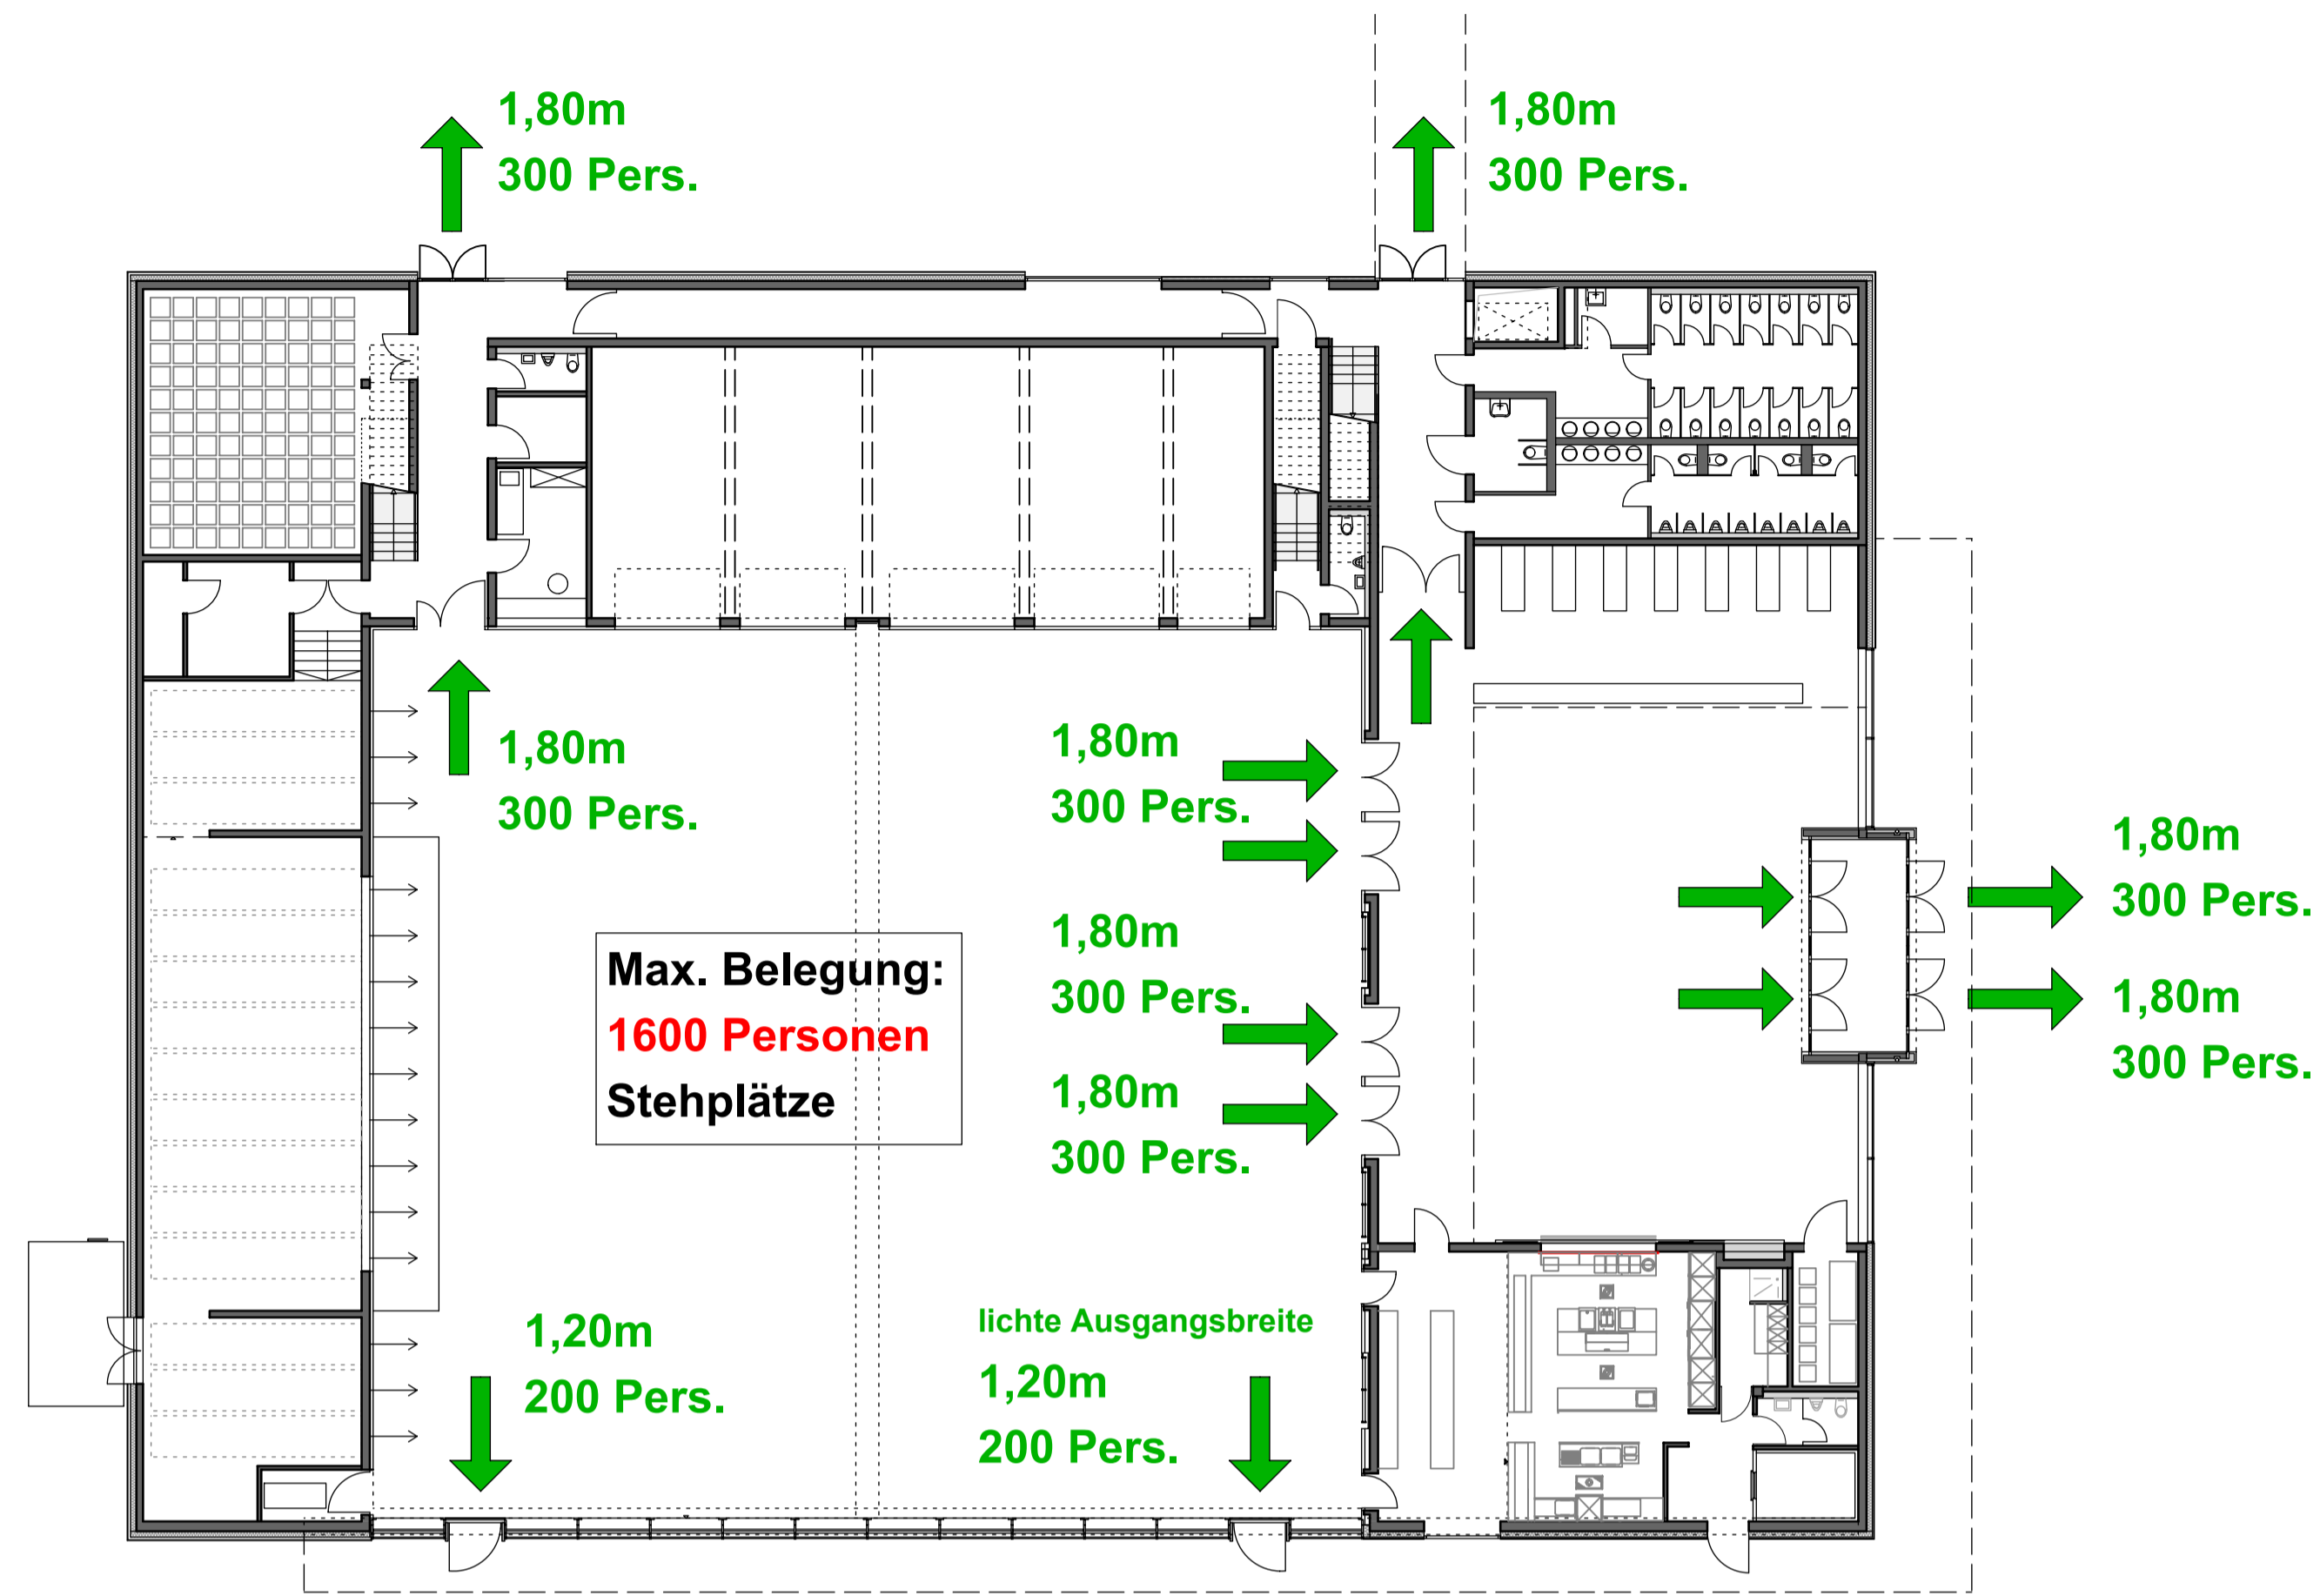 1,80m
300 Pers.
1,80m
300 Pers.
1,80m
300 Pers.
1,80m
300 Pers.
1,80m
300 Pers.
1,80m
300 Pers.
1,80m
300 Pers.
1,80m
300 Pers.
Max. Belegung:
1600 Personen
Stehplätze
1,20m
200 Pers.
lichte Ausgangsbreite
1,20m
200 Pers.